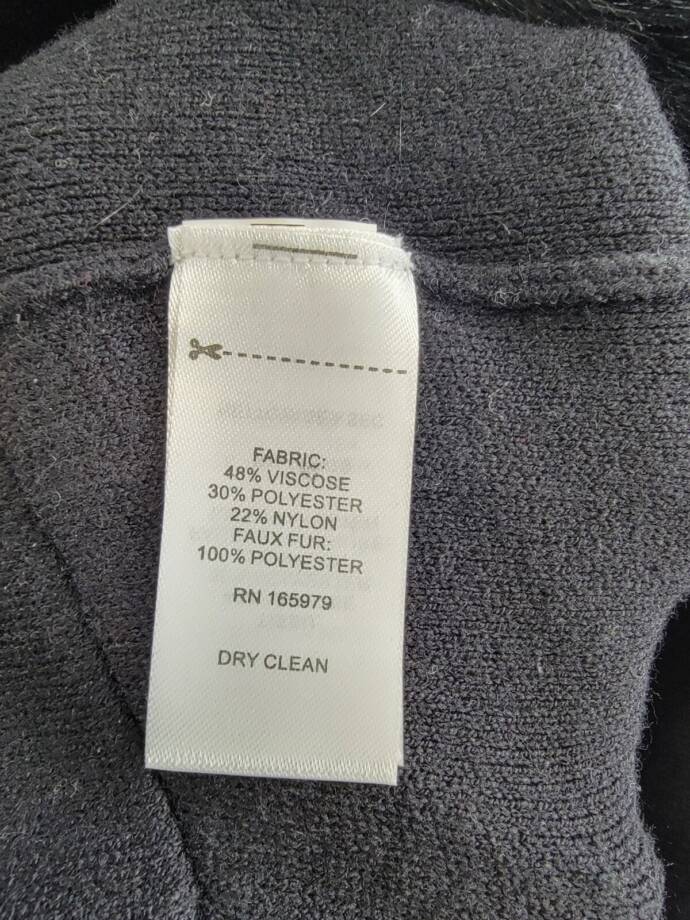 FABRIC:
48% VISCOSE
30% POLYESTER
22% NYLON
FAUX FUR:
100% POLYESTER
RN 165979
DRY CLEAN